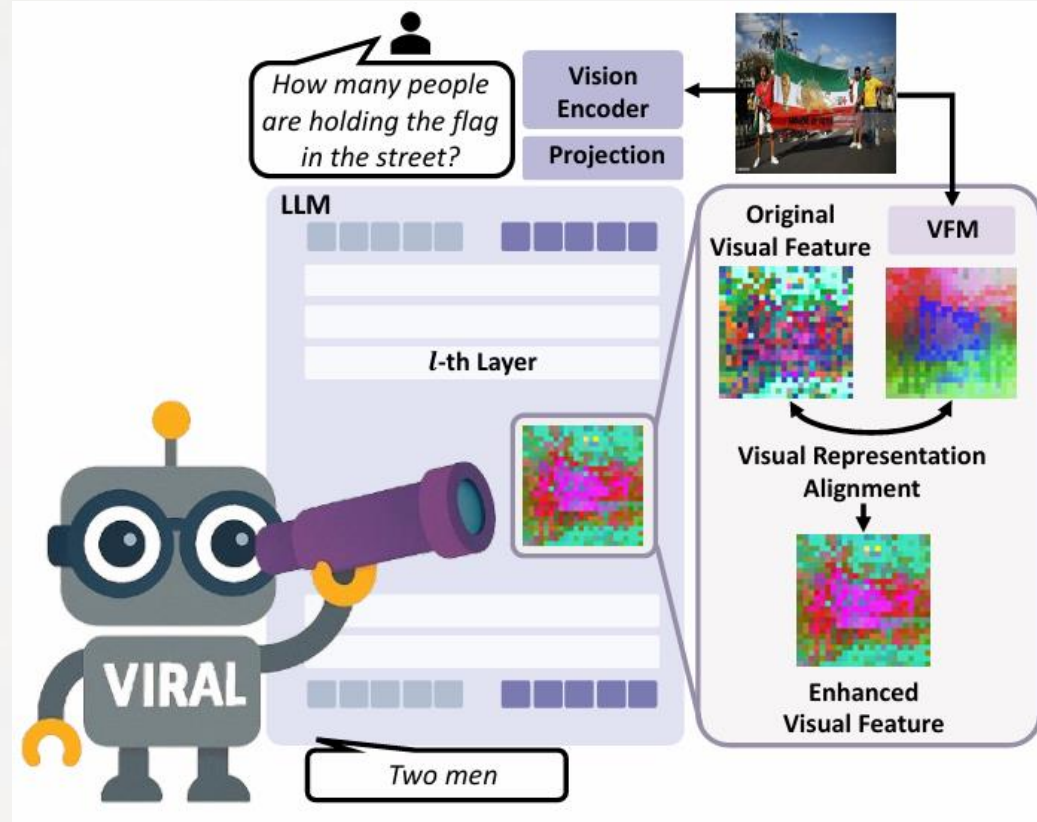 How many people
are holding the flag
in the street?
Vision
Encoder
Projection
LLM
l-th Layer
Original
Visual Feature
VFM
Visual Representation
Alignment
Enhanced
Visual Feature
VIRAL
Two men